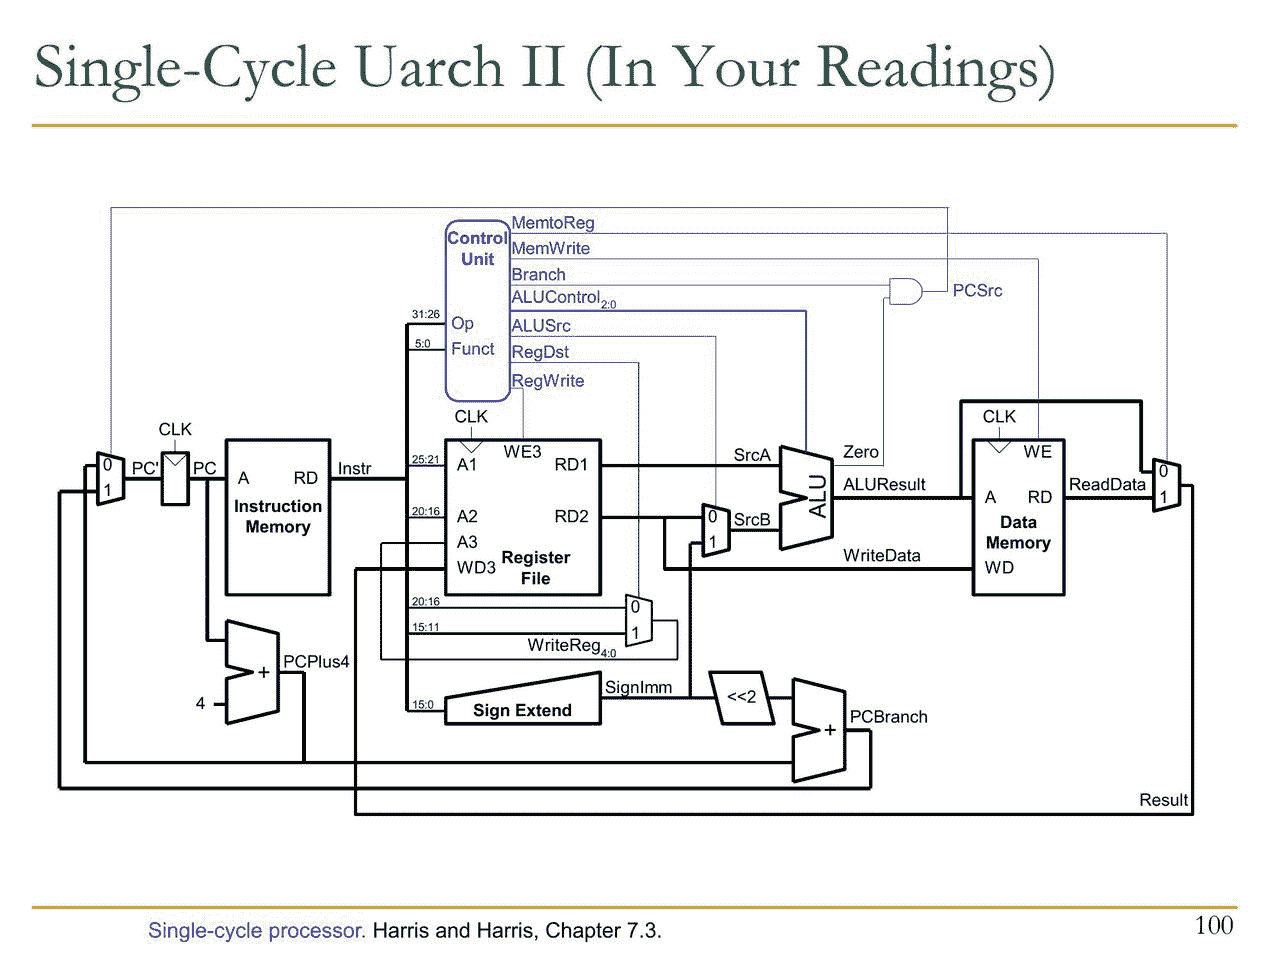 Single-Cycle Uarch II (In Your Readings)
MemtoReg
Control
Unit
MemWrite
Branch
ALUControl2:0
PCSrc
31:26
Op
ALUSrc
5:0
Funct
RegDst
RegWrite
CLK
CLK
CLK
0
1
PC'
PC
A
RD
Instruction
Memory
Instr
25:21
A1
WE3
RD1
20:16
A2
RD2
A3
WD3
Register
File
SrcA
0
1
SrcB
ALU
Zero
ALUResult
WriteData
WE
A
RD
Data
Memory
WD
ReadData
0
1
20:16
15:11
0
1
WriteReg4:0
PCPlus4
+
4
15:0
Sign Extend
SignImm
<<2
+
PCBranch
Result
Single-cycle processor. Harris and Harris, Chapter 7.3.
100